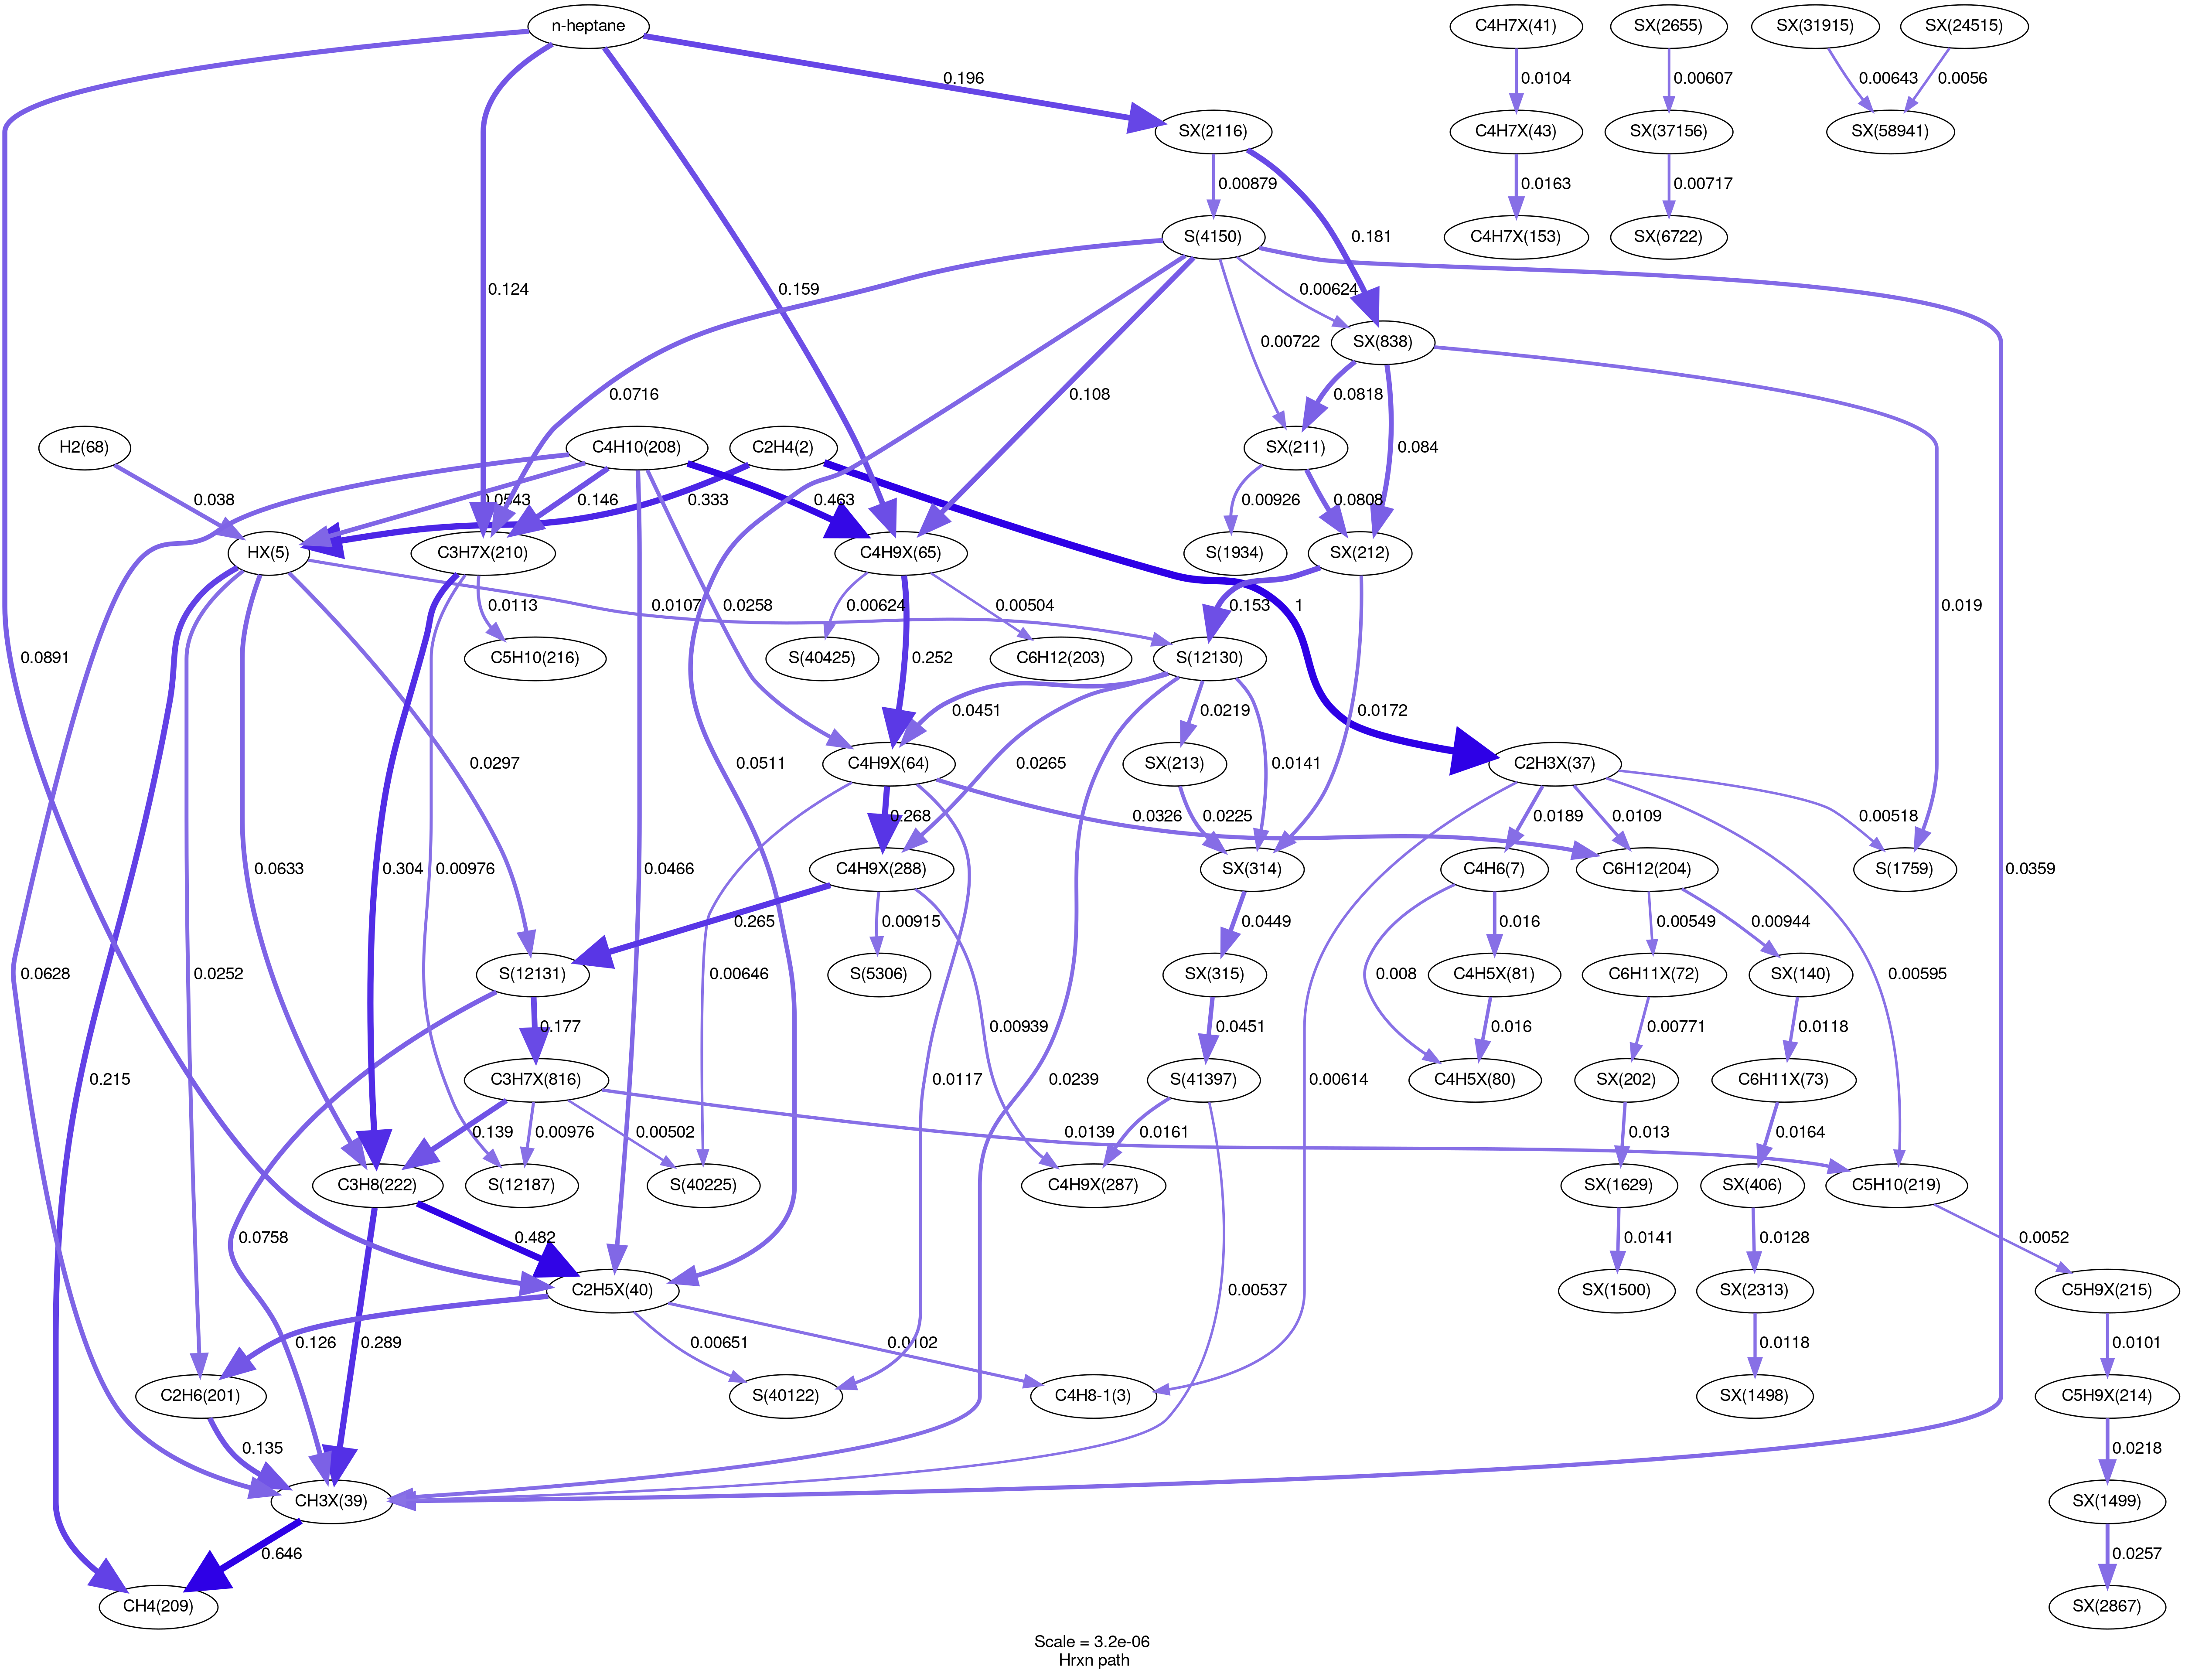 n-heptane
C4H7X(41)
SX(2655)
SX(31915)
SX(24515)
0.196
0.0104
0.00607
0.00643
0.0056
SX(2116)
C4H7X(43)
SX(37156)
SX(58941)
0.00879
0.0163
0.00717
S(4150)
0.181
C4H7X(153)
SX(6722)
0.124
0.159
0.00624
0.00722
SX(838)
0.0716
0.108
0.0818
H2(68)
C4H10(208)
C2H4(2)
SX(211)
0.084
0.038
0.0543
0.146
0.333
0.463
0.00926
0.0808
HX(5)
C3H7X(210)
C4H9X(65)
S(1934)
SX(212)
0.0113
0.0107
0.0258
0.00624
0.00504
0.153
1
0.019
C5H10(216)
S(40425)
C6H12(203)
S(12130)
0.0891
0.252
0.0297
0.0451
0.0219
0.0172
C4H9X(64)
0.0511
0.0265
SX(213)
0.0141
C2H3X(37)
0.268
0.0326
0.0225
0.0189
0.0109
0.00518
0.0633
0.304
0.00976
0.0466
C4H9X(288)
SX(314)
C4H6(7)
C6H12(204)
S(1759)
0.0359
0.265
0.00915
0.0449
0.016
0.00549
0.00944
0.0628
0.0252
S(12131)
0.00646
S(5306)
SX(315)
0.008
C4H5X(81)
C6H11X(72)
SX(140)
0.00595
0.177
0.00939
0.0451
0.016
0.00771
0.0118
0.215
C3H7X(816)
0.0117
0.0239
S(41397)
0.00614
C4H5X(80)
SX(202)
C6H11X(73)
0.139
0.00976
0.00502
0.0161
0.0139
0.013
0.0164
C3H8(222)
S(12187)
S(40225)
C4H9X(287)
SX(1629)
SX(406)
C5H10(219)
0.0758
0.482
0.0141
0.0128
0.0052
C2H5X(40)
0.00537
SX(1500)
SX(2313)
C5H9X(215)
0.126
0.289
0.00651
0.0102
0.0118
0.0101
C2H6(201)
S(40122)
C4H8-1(3)
SX(1498)
C5H9X(214)
0.135
0.0218
CH3X(39)
SX(1499)
0.646
0.0257
CH4(209)
SX(2867)
Scale = 3.2e-06
Hrxn path